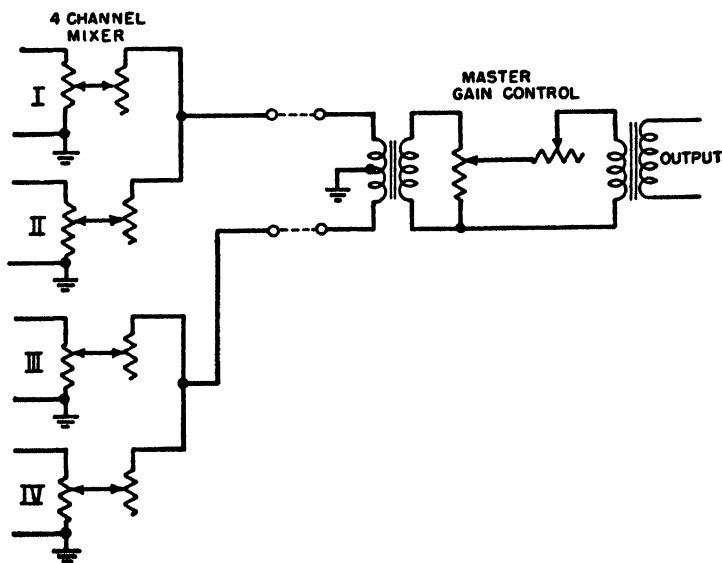 4 CHANNEL
MIXER
I
II
III
IV
MASTER
GAIN CONTROL
OUTPUT